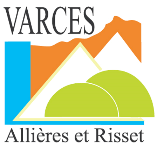 VARCES
Allières et Risset